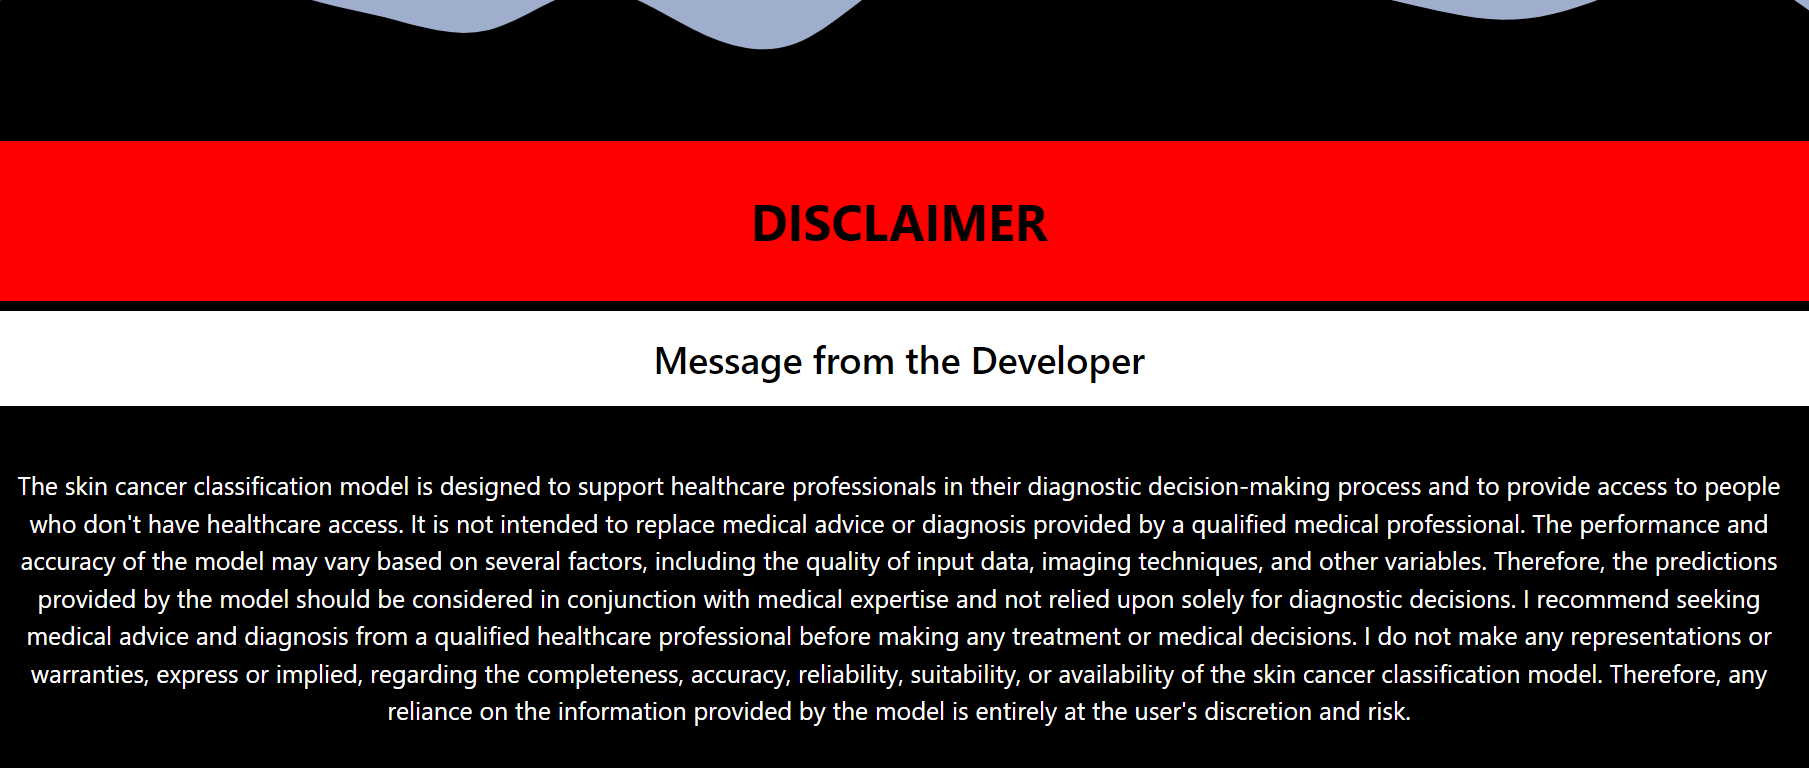 DISCLAIMER
Message from the Developer
The skin cancer classification model is designed to support healthcare professionals in their diagnostic decision-making process and to provide access to people
who don't have healthcare access. It is not intended to replace medical advice or diagnosis provided by a qualified medical professional. The performance and
accuracy of the model may vary based on several factors, including the quality of input data, imaging techniques, and other variables. Therefore, the predictions
provided by the model should be considered in conjunction with medical expertise and not relied upon solely for diagnostic decisions. I recommend seeking
medical advice and diagnosis from a qualified healthcare professional before making any treatment or medical decisions. I do not make any representations or
warranties, express or implied, regarding the completeness, accuracy, reliability, suitability, or availability of the skin cancer classification model. Therefore, any
reliance on the information provided by the model is entirely at the user's discretion and risk.